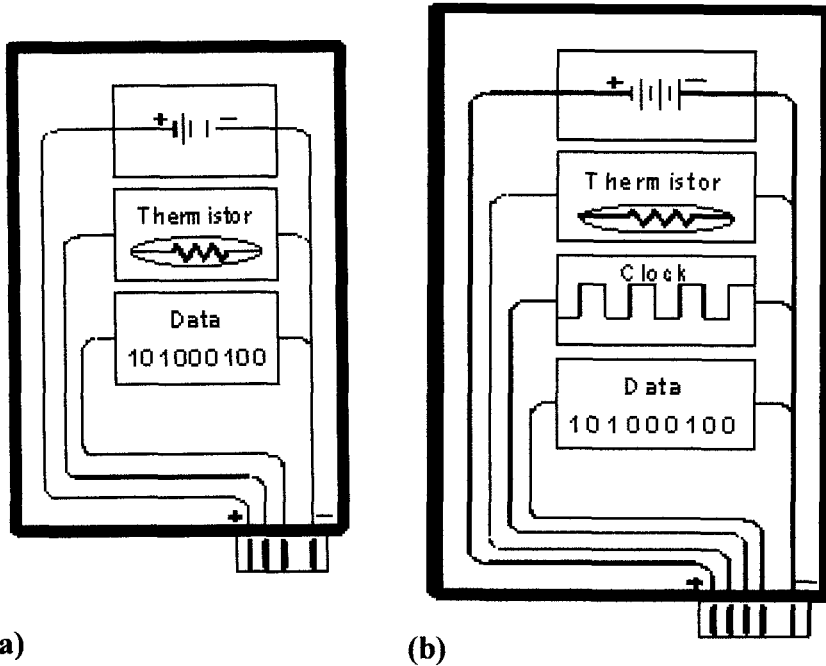 + −
Thermistor
Data
101000100
+ −
a)
+ −
Thermistor
Clock
Data
101000100
+ −
(b)